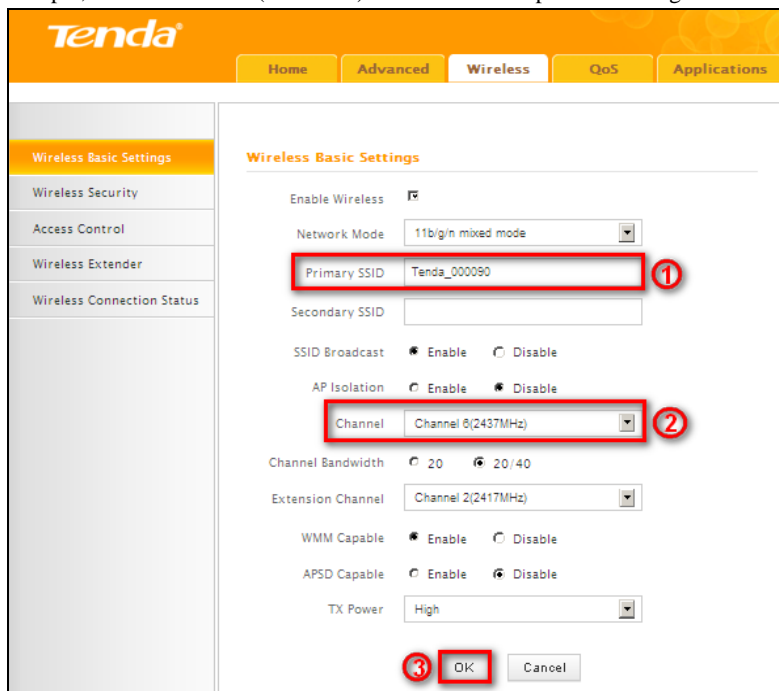 Tenda
Home Advanced Wireless QoS Applications
Wireless Basic Settings
Wireless Security
Access Control
Wireless Extender
Wireless Connection Status
Wireless Basic Settings
Enable Wireless
Network Mode 11b/g/n mixed mode
Primary SSID Tenda_000090 1
Secondary SSID
SSID Broadcast Enable Disable
AP Isolation Enable Disable
Channel Channel 6(2437MHz) 2
Channel Bandwidth 20 20/40
Extension Channel Channel 2(2417MHz)
WMM Capable Enable Disable
APSD Capable Enable Disable
TX Power High
3 OK Cancel